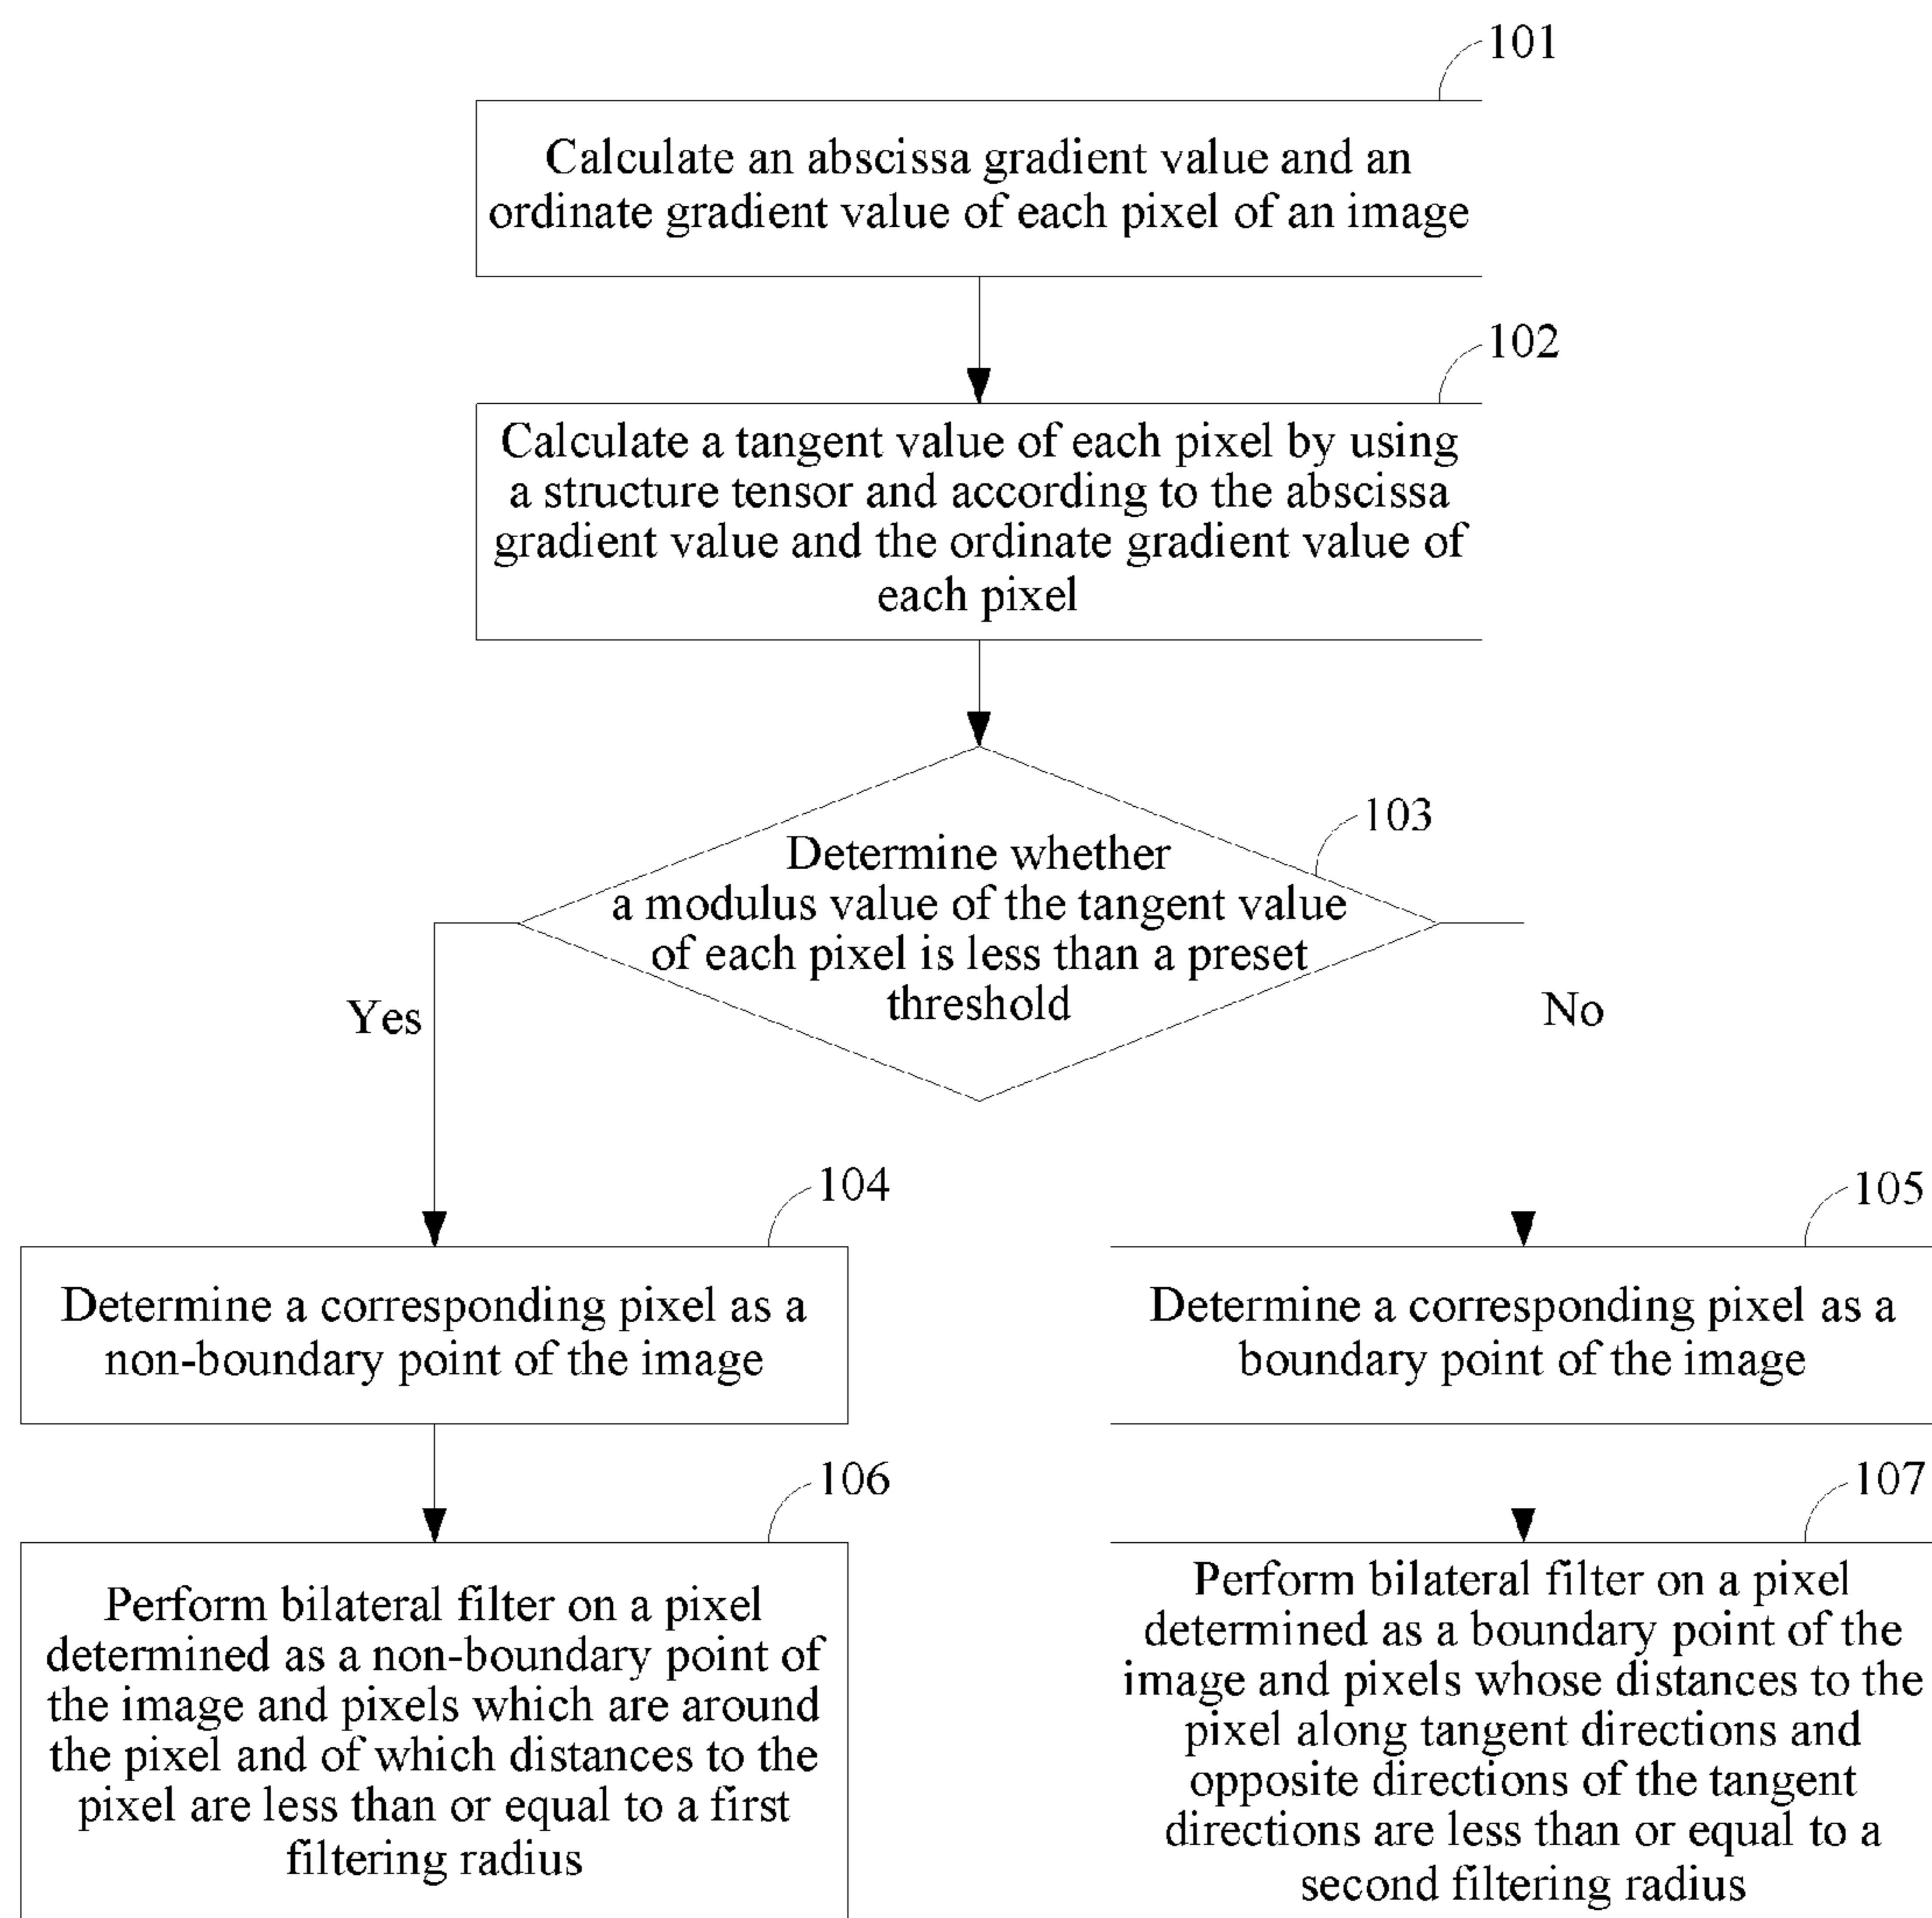 101
Calculate an abscissa gradient value and an
ordinate gradient value of each pixel of an image
102
Calculate a tangent value of each pixel by using
a structure tensor and according to the abscissa
gradient value and the ordinate gradient value of
each pixel
103
Determine whether
a modulus value of the tangent value
of each pixel is less than a preset
threshold
Yes
No
104
Determine a corresponding pixel as a
non-boundary point of the image
105
Determine a corresponding pixel as a
boundary point of the image
106
Perform bilateral filter on a pixel
determined as a non-boundary point of
the image and pixels which are around
the pixel and of which distances to the
pixel are less than or equal to a first
filtering radius
107
Perform bilateral filter on a pixel
determined as a boundary point of the
image and pixels whose distances to the
pixel along tangent directions and
opposite directions of the tangent
directions are less than or equal to a
second filtering radius